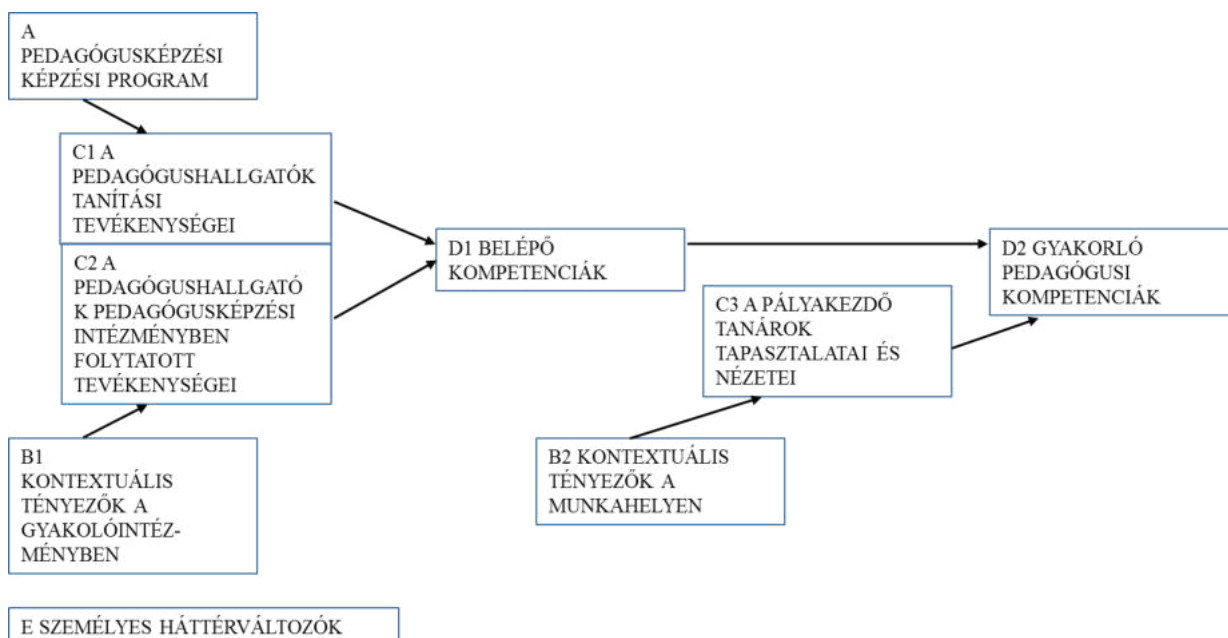 A
PEDAGÓGUSKÉPZÉSI
KÉPZÉSI PROGRAM
C1 A
PEDAGÓGUSHALLGATÓK
TANÍTÁSI
TEVÉKENYSÉGEI
C2 A
PEDAGÓGUSHALLGATÓ
K PEDAGÓGUSKÉPZÉSI
INTÉZMÉNYBEN
FOLYTATOTT
TEVÉKENYSÉGEI
B1
KONTEXTUÁLIS
TÉNYEZŐK A
GYAKOLÓINTÉZ-
MÉNYBEN
D1 BELÉPŐ
KOMPETENCIÁK
B2 KONTEXTUÁLIS
TÉNYEZŐK A
MUNKAHELYEN
C3 A PÁLYAKEZDŐ
TANÁROK
TAPASZTALATAI ÉS
NÉZETEI
D2 GYAKORLÓ
PEDAGÓGUSI
KOMPETENCIÁK
E SZEMÉLYES HÁTTÉRVÁLTOZÓK